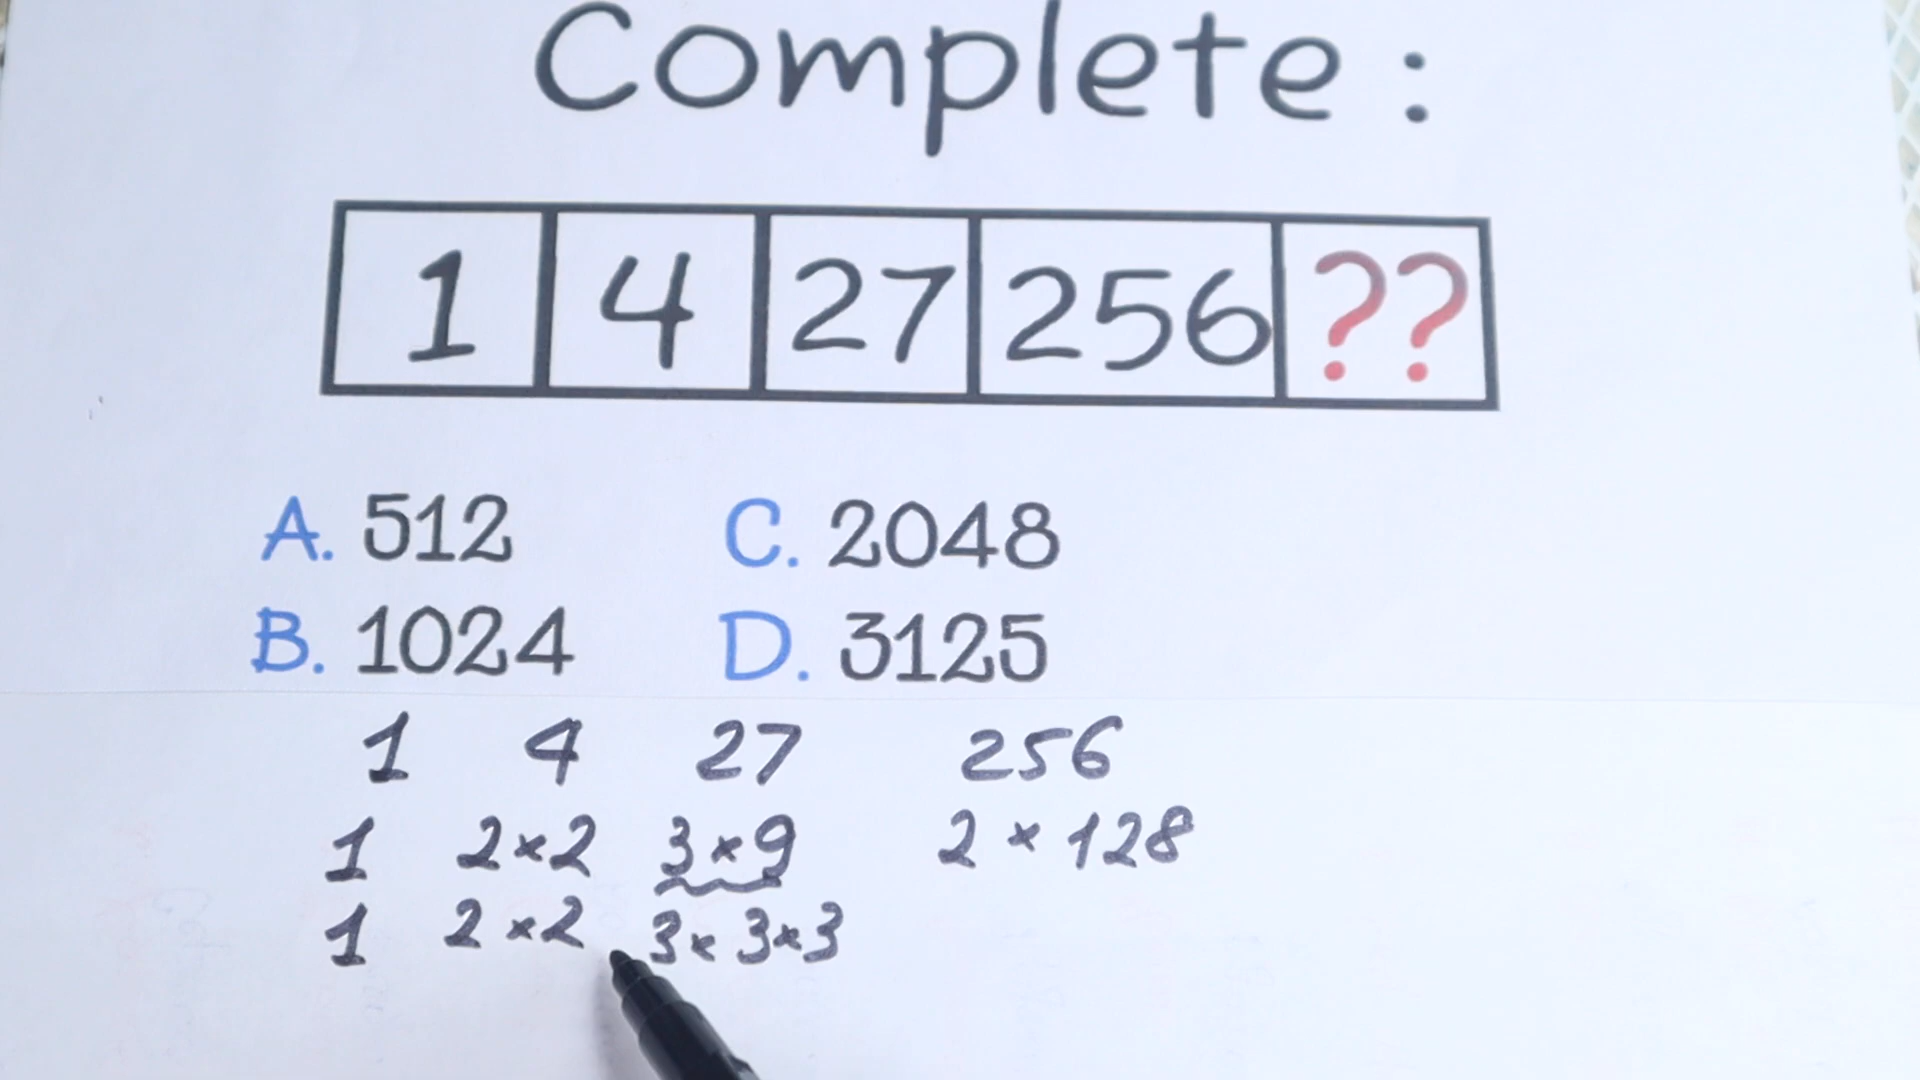 Complete :
1 4 27 256 ??
A. 512 C. 2048
B. 1024 D. 3125
1 4 27 256
1 2×2 3×9 2×128
1 2×2 3×3×3